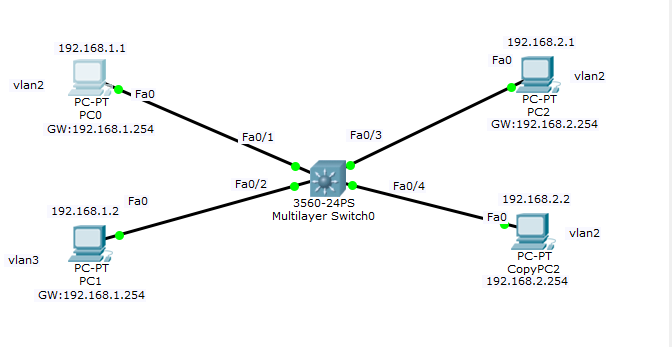 192.168.1.1
vlan2
Fa0
PC-PT
PC0
GW:192.168.1.254
192.168.2.1
Fa0
vlan2
PC-PT
PC2
GW:192.168.2.254
Fa0/1
Fa0/3
Fa0/2
Fa0/4
3560-24PS
Multilayer Switch0
192.168.1.2
Fa0
vlan3
PC-PT
PC1
GW:192.168.1.254
192.168.2.2
Fa0
vlan2
PC-PT
CopyPC2
192.168.2.254